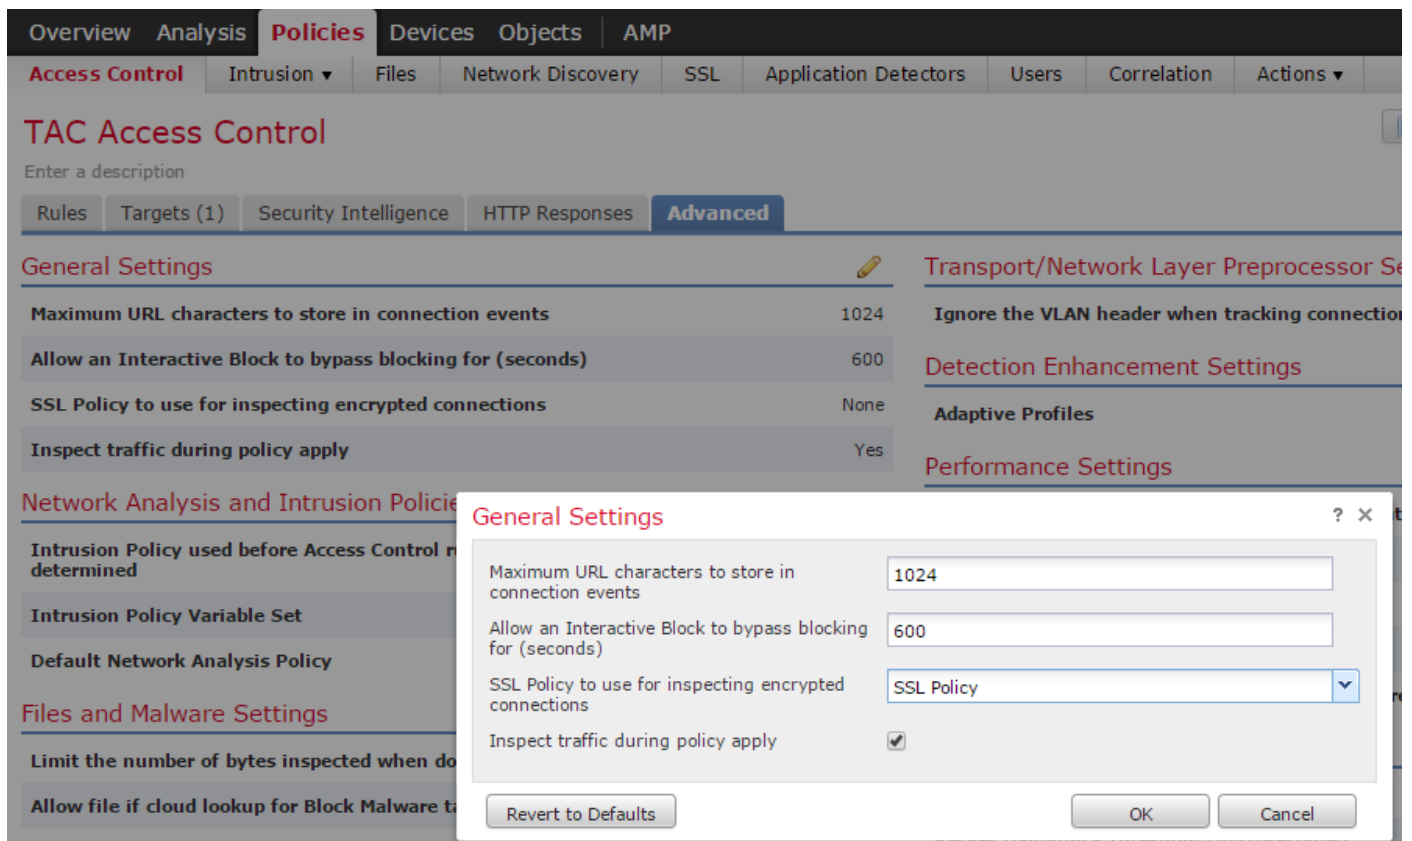 Overview Analysis Policies Devices Objects AMP
Access Control Intrusion ▾ Files Network Discovery SSL Application Detectors Users Correlation Actions ▾
TAC Access Control
Enter a description
Rules Targets (1) Security Intelligence HTTP Responses Advanced
General Settings
Maximum URL characters to store in connection events 1024
Allow an Interactive Block to bypass blocking for (seconds) 600
SSL Policy to use for inspecting encrypted connections None
Inspect traffic during policy apply Yes
Network Analysis and Intrusion Policie
Intrusion Policy used before Access Control
determined
Intrusion Policy Variable Set
Default Network Analysis Policy
Files and Malware Settings
Limit the number of bytes inspected when do
Allow file if cloud lookup for Block Malware ta
Transport/Network Layer Preprocessor Se
Ignore the VLAN header when tracking connection
Detection Enhancement Settings
Adaptive Profiles
Performance Settings
General Settings ?
Maximum URL characters to store in
connection events
1024
Allow an Interactive Block to bypass blocking
for (seconds)
600
SSL Policy to use for inspecting encrypted
connections
SSL Policy
Inspect traffic during policy apply
Revert to Defaults OK Cancel